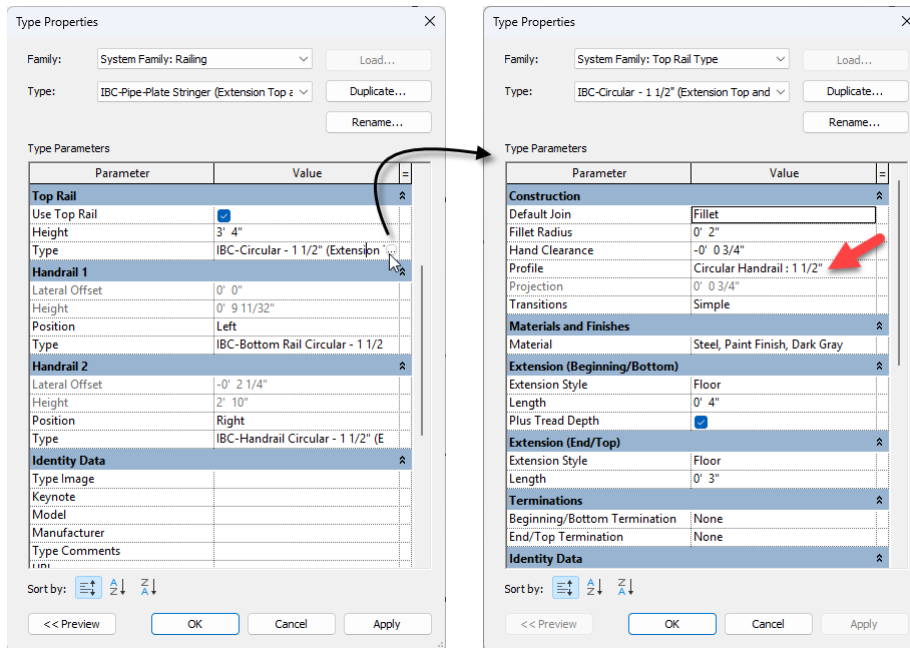 Type Properties
Family: System Family: Railing Load...
Type: IBC-Pipe-Plate Stringer (Extension Top a Duplicate...
Rename...
Type Parameters
Parameter Value =
Top Rail
Use Top Rail
Height 3' 4"
Type IBC-Circular - 1 1/2" (Extension T
Handrail 1
Lateral Offset 0' 0"
Height 0' 9 11/32"
Position Left
Type IBC-Bottom Rail Circular - 1 1/2
Handrail 2
Lateral Offset -0' 2 1/4"
Height 2' 10"
Position Right
Type IBC-Handrail Circular - 1 1/2" (E
Identity Data
Type Image
Keynote
Model
Manufacturer
Type Comments
URL
Sort by:
<< Preview OK Cancel Apply
Type Properties
Family: System Family: Top Rail Type Load...
Type: IBC-Circular - 1 1/2" (Extension Top and Duplicate...
Rename...
Type Parameters
Parameter Value =
Construction
Default Join Fillet
Fillet Radius 0' 2"
Hand Clearance -0' 0 3/4"
Profile Circular Handrail : 1 1/2"
Projection 0' 0 3/4"
Transitions Simple
Materials and Finishes
Material Steel, Paint Finish, Dark Gray
Extension (Beginning/Bottom)
Extension Style Floor
Length 0' 4"
Plus Tread Depth
Extension (End/Top)
Extension Style Floor
Length 0' 3"
Terminations
Beginning/Bottom Termination None
End/Top Termination None
Identity Data
Sort by:
<< Preview OK Cancel Apply